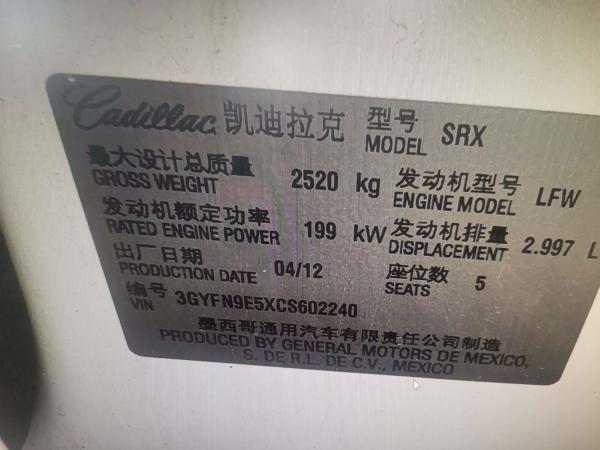 Cadillac 凯迪拉克 型号 SRX
MODEL
最大设计总质量 2520 kg 发动机型号 LFW
GROSS WEIGHT ENGINE MODEL
发动机额定功率 199 kW 发动机排量 2.997 L
RATED ENGINE POWER DISPLACEMENT
出厂日期 04/12 座位数 5
PRODUCTION DATE SEATS
编号 3GYFN9E5XCS602240
VIN
墨西哥通用汽车有限责任公司制造
PRODUCED BY GENERAL MOTORS DE MEXICO,
S. DE R.L. DE C.V., MEXICO